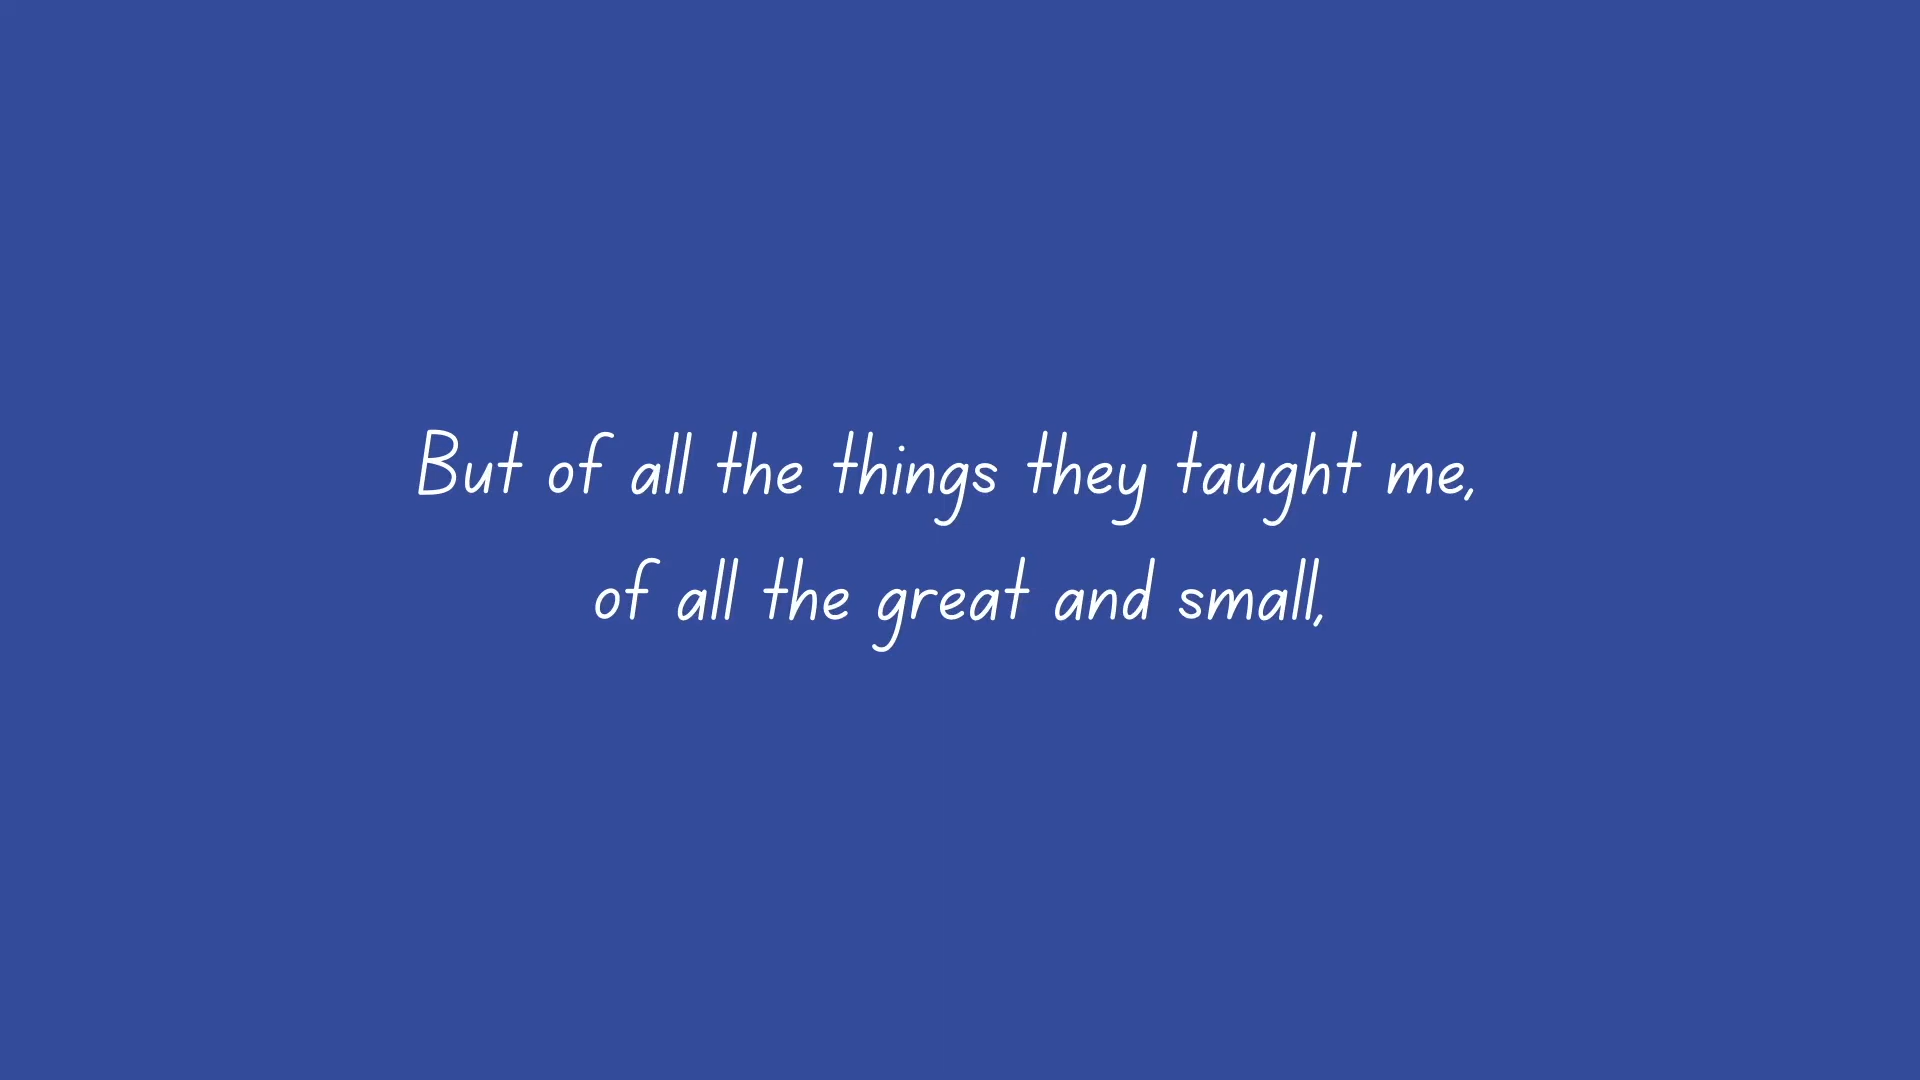 But of all the things they taught me,
of all the great and small,